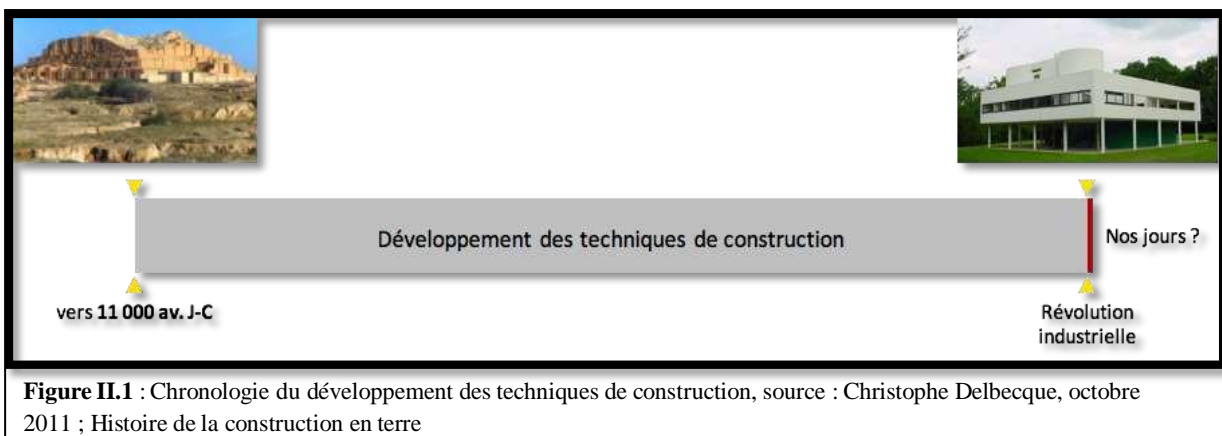 Développement des techniques de construction
Nos jours ?
vers 11 000 av. J-C
Révolution
industrielle
Figure II.1 : Chronologie du développement des techniques de construction, source : Christophe Delbecque, octobre
2011 ; Histoire de la construction en terre